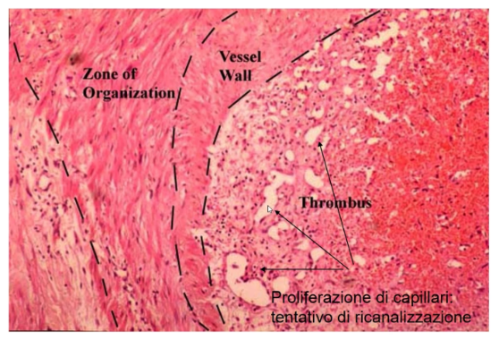 Vessel
Wall
Zone of
Organization
Thrombus
Proliferazione di capillari:
tentativo di ricanalizzazione